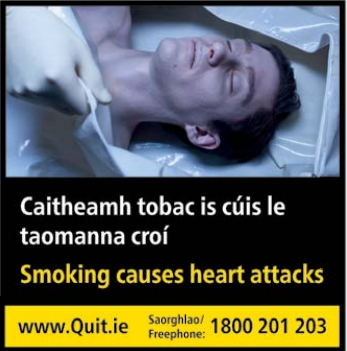 Caitheamh tobac is cúis le
taomanna croí
Smoking causes heart attacks
www.Quit.ie Saorghlao/ Freephone: 1800 201 203